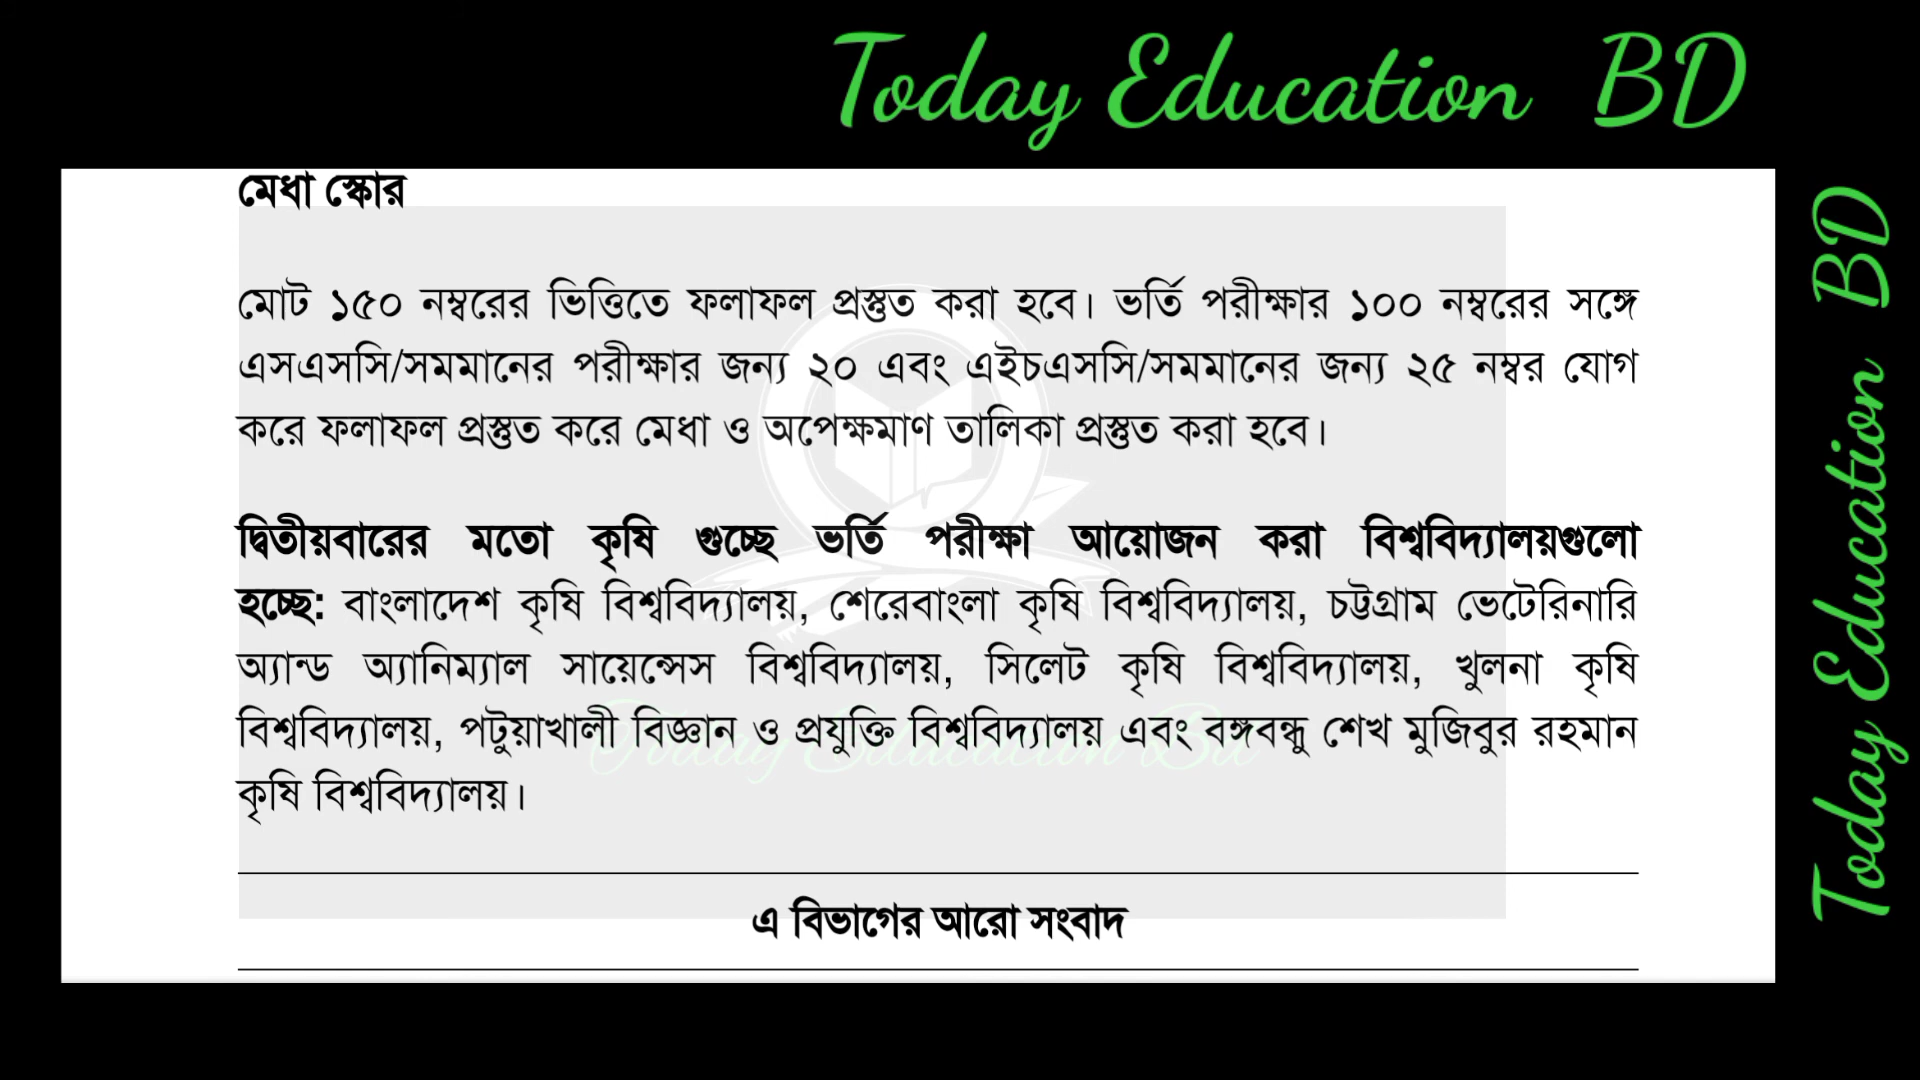 Today Education BD
মেধা স্কোর
মোট ১৫০ নম্বরের ভিত্তিতে ফলাফল প্রস্তুত করা হবে। ভর্তি পরীক্ষার ১০০ নম্বরের সঙ্গে
এসএসসি/সমমানের পরীক্ষার জন্য ২০ এবং এইচএসসি/সমমানের জন্য ২৫ নম্বর যোগ
করে ফলাফল প্রস্তুত করে মেধা ও অপেক্ষমাণ তালিকা প্রস্তুত করা হবে।
দ্বিতীয়বারের মতো কৃষি গুচ্ছে ভর্তি পরীক্ষা আয়োজন করা বিশ্ববিদ্যালয়গুলো
হচ্ছে: বাংলাদেশ কৃষি বিশ্ববিদ্যালয়, শেরেবাংলা কৃষি বিশ্ববিদ্যালয়, চট্টগ্রাম ভেটেরিনারি
অ্যান্ড অ্যানিম্যাল সায়েন্সেস বিশ্ববিদ্যালয়, সিলেট কৃষি বিশ্ববিদ্যালয়, খুলনা কৃষি
বিশ্ববিদ্যালয়, পটুয়াখালী বিজ্ঞান ও প্রযুক্তি বিশ্ববিদ্যালয় এবং বঙ্গবন্ধু শেখ মুজিবুর রহমান
কৃষি বিশ্ববিদ্যালয়।
Today Education Bd
এ বিভাগের আরো সংবাদ
Today Education BD